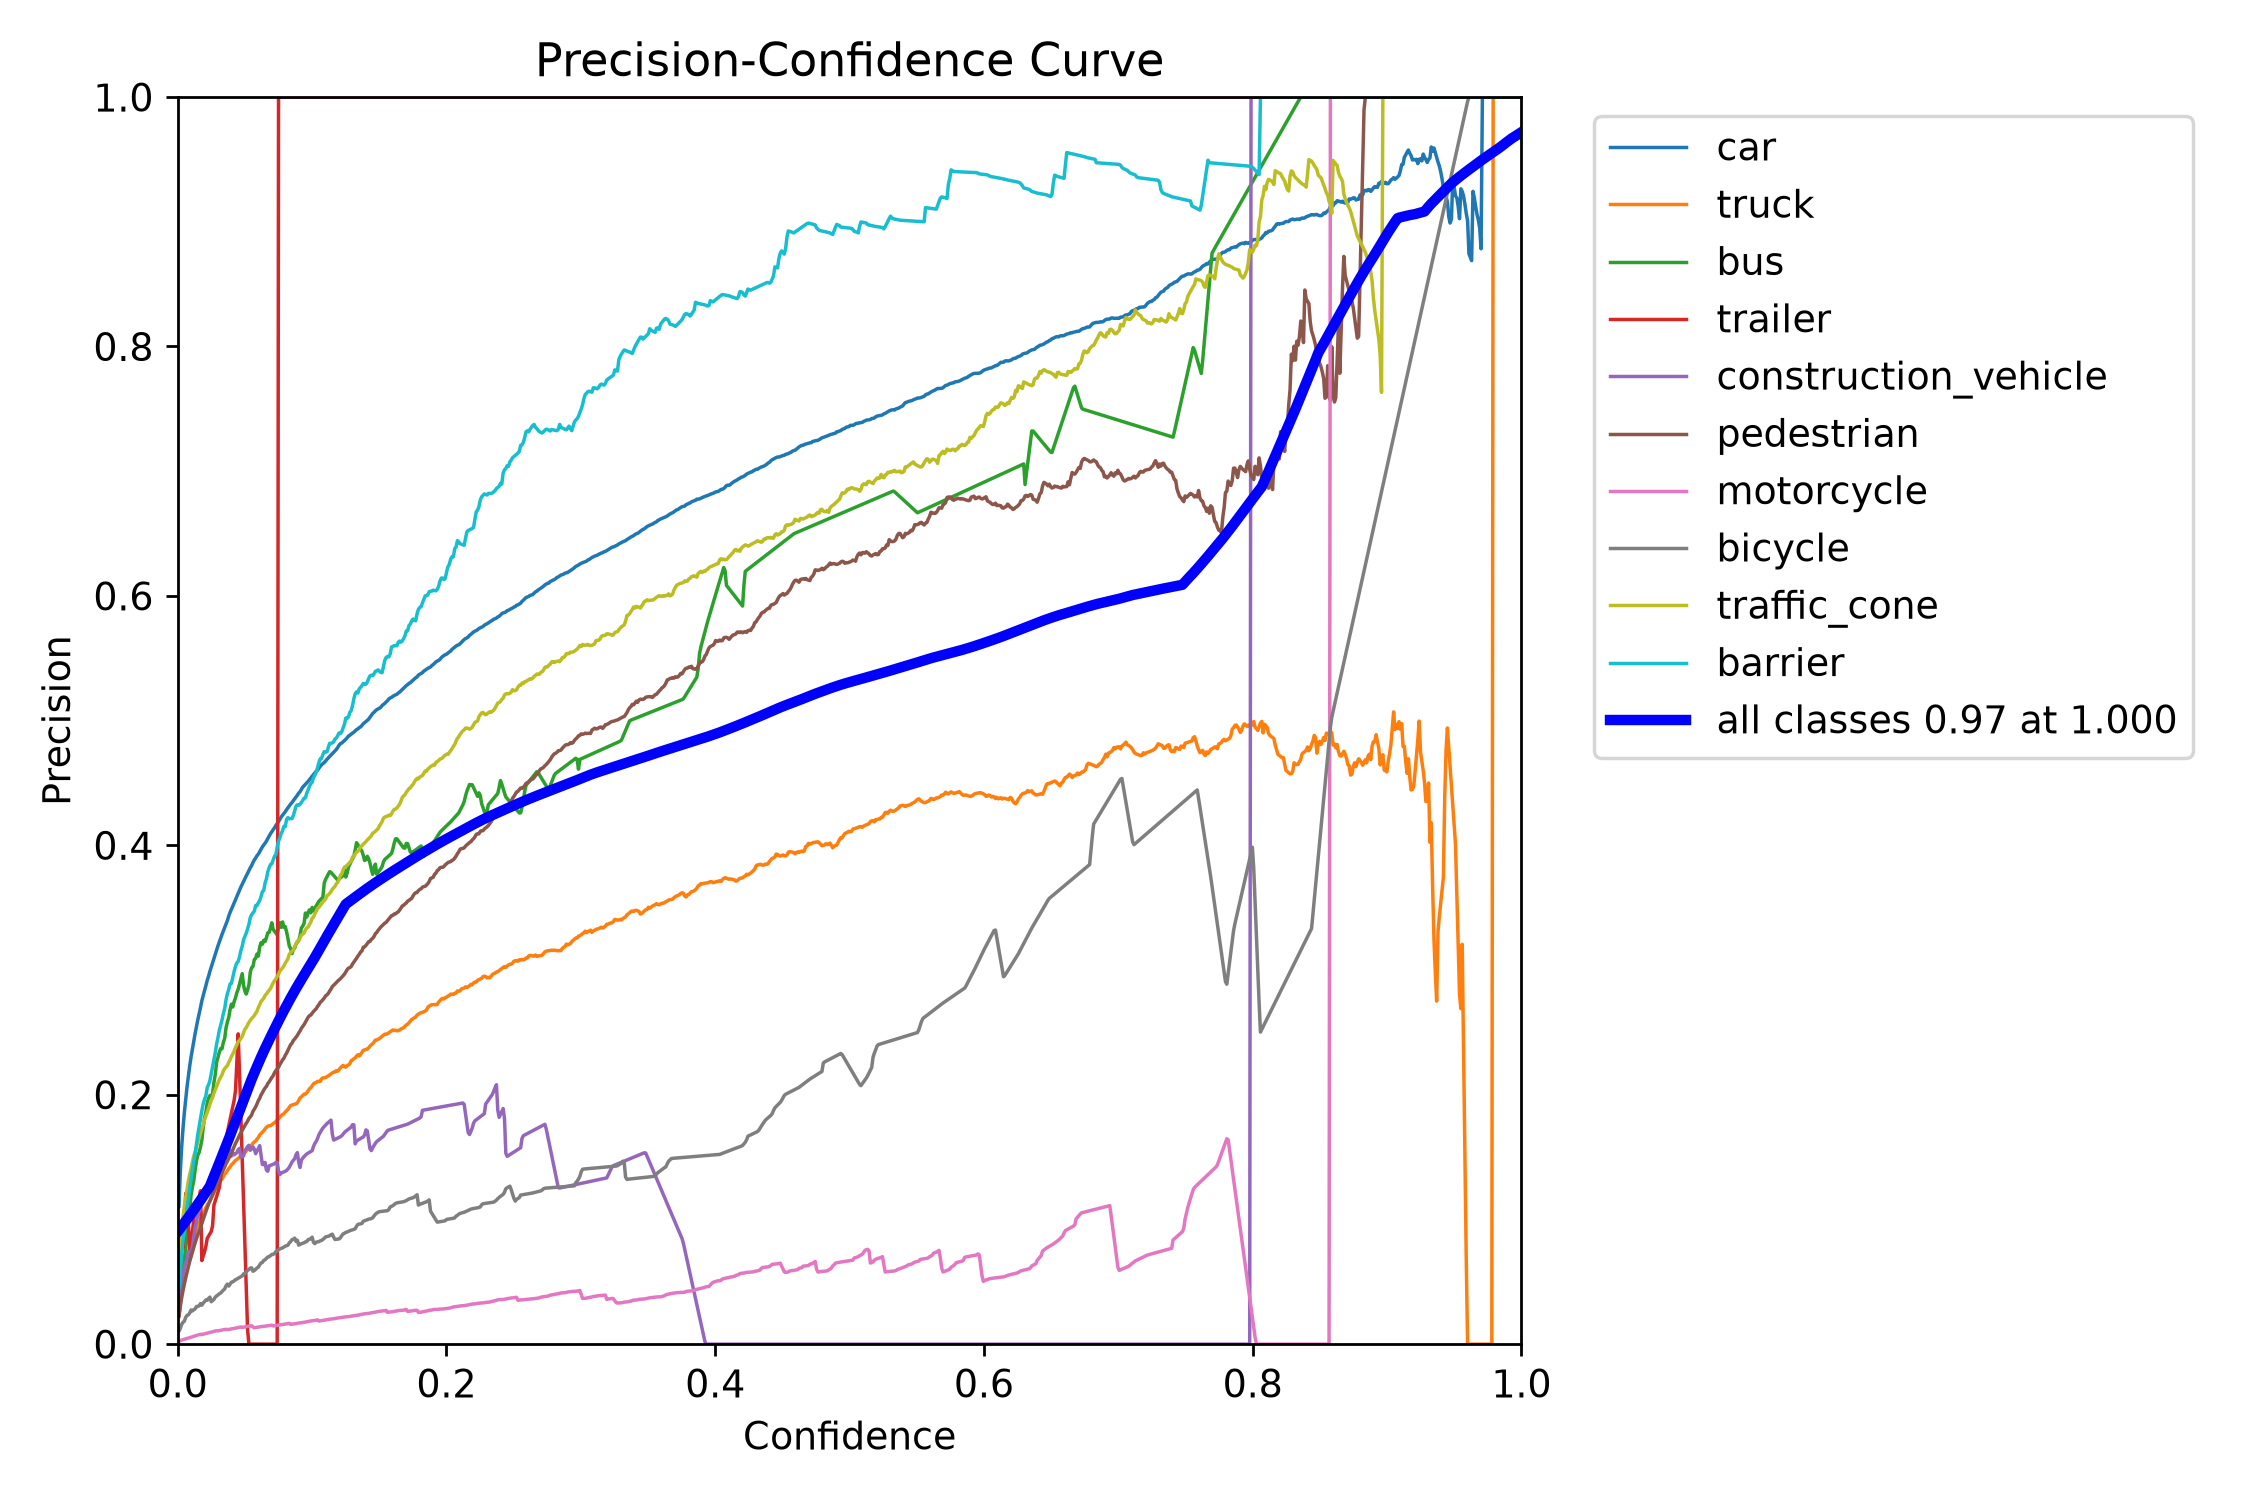 Precision-Confidence Curve
1.0
0.8
0.6
0.4
0.2
0.0
Precision
0.0 0.2 0.4 0.6 0.8 1.0
Confidence
car
truck
bus
trailer
construction_vehicle
pedestrian
motorcycle
bicycle
traffic_cone
barrier
all classes 0.97 at 1.000